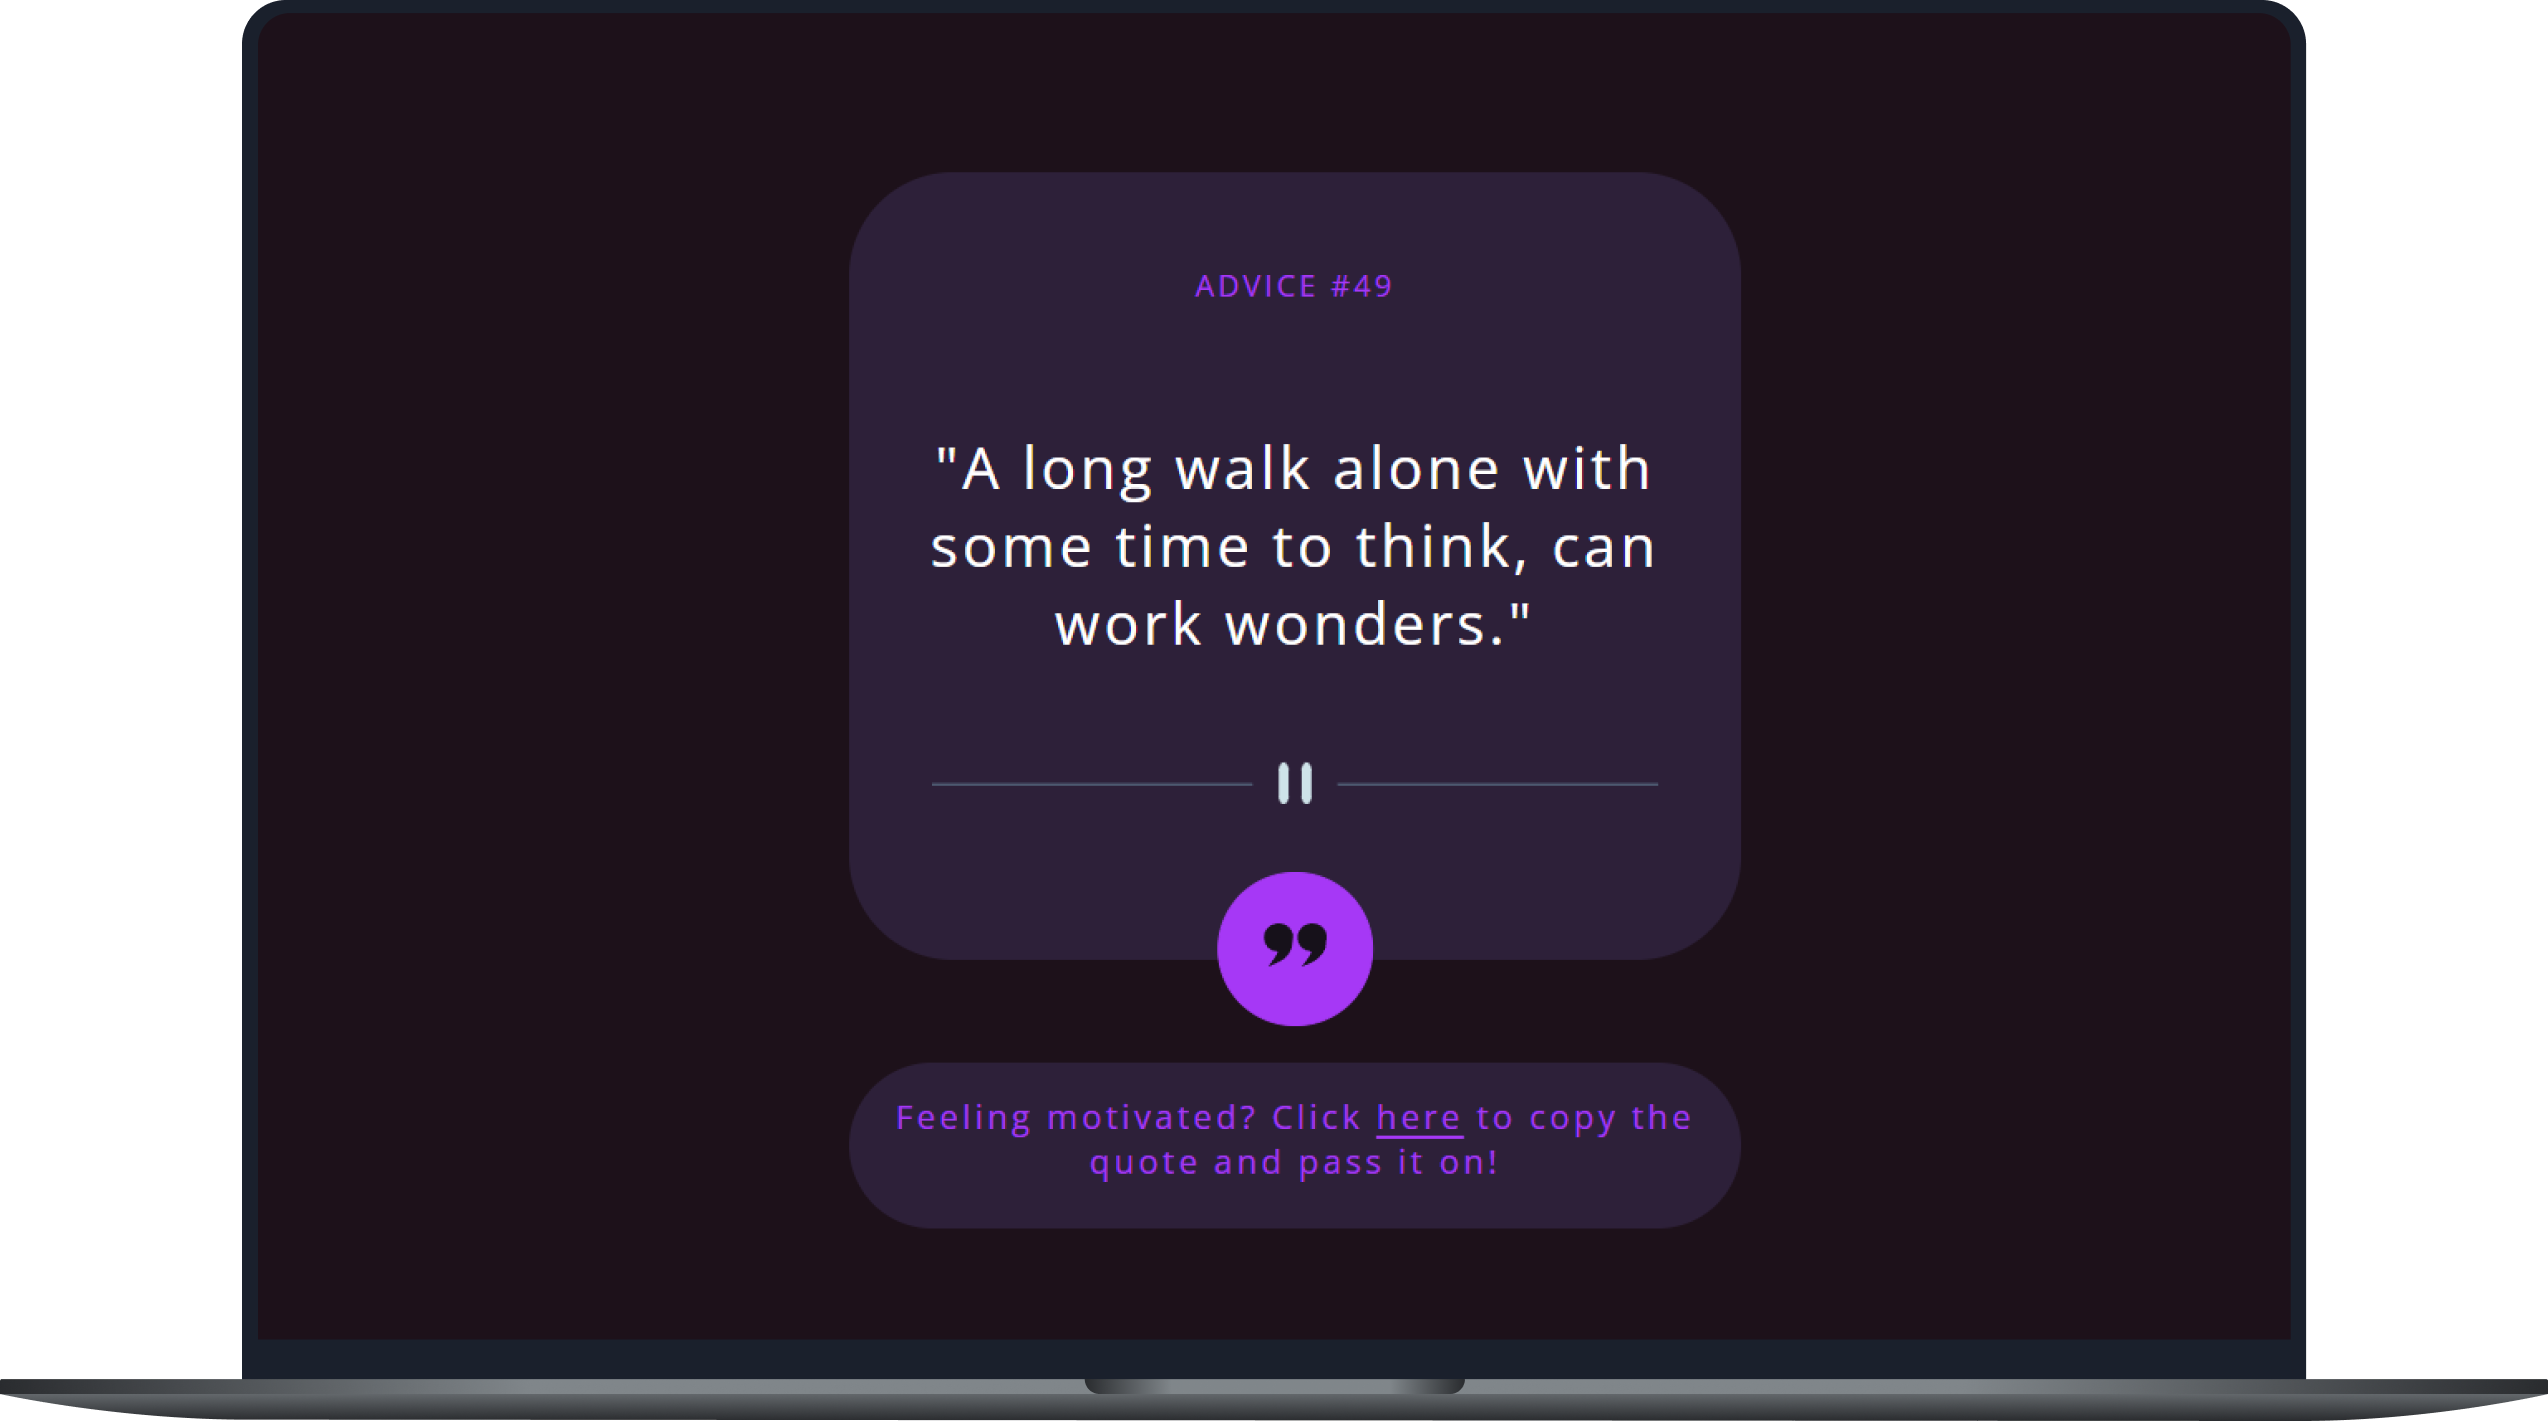 ADVICE #49
"A long walk alone with
some time to think, can
work wonders."
Feeling motivated? Click here to copy the
quote and pass it on!